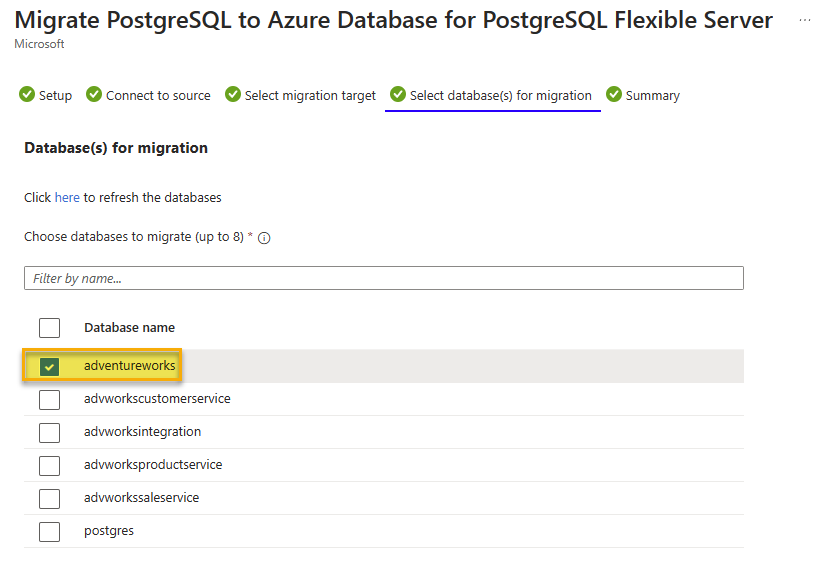 Migrate PostgreSQL to Azure Database for PostgreSQL Flexible Server ...
Microsoft
Setup Connect to source Select migration target Select database(s) for migration Summary
Database(s) for migration
Click here to refresh the databases
Choose databases to migrate (up to 8) *
Filter by name...
Database name
adventureworks
advworkscustomerservice
advworksintegration
advworksproductservice
advworkssaleservice
postgres